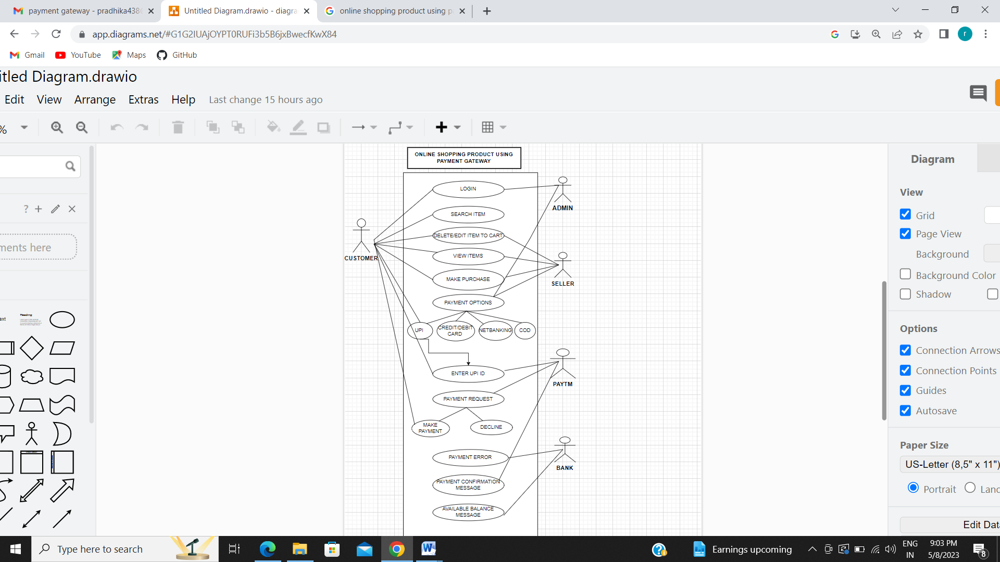 payment gateway - pradhika438
Untitled Diagram.drawio - diagra
online shopping product using p
app.diagrams.net/#G1G2IUAjOYPT0RUFi3b5B6jxBwecfKwX84
r
Gmail
YouTube
Maps
GitHub
itled Diagram.drawio
Edit
View
Arrange
Extras
Help
Last change 15 hours ago
%
ments here
ext
Heading
ONLINE SHOPPING PRODUCT USING
PAYMENT GATEWAY
LOGIN
SEARCH ITEM
DELETE/EDIT ITEM TO CART
VIEW ITEMS
MAKE PURCHASE
PAYMENT OPTIONS
UPI
CREDIT/DEBIT
CARD
NETBANKING
COD
ENTER UPI ID
PAYMENT REQUEST
MAKE
PAYMENT
DECLINE
PAYMENT ERROR
PAYMENT CONFIRMATION
MESSAGE
AVAILABLE BALANCE
MESSAGE
CUSTOMER
ADMIN
SELLER
PAYTM
BANK
Diagram
View
Grid
Page View
Background
Background Color
Shadow
Options
Connection Arrows
Connection Points
Guides
Autosave
Paper Size
US-Letter (8,5" x 11")
Portrait
Lanc
Edit Data
Type here to search
Earnings upcoming
ENG
IN
9:03 PM
5/8/2023
8